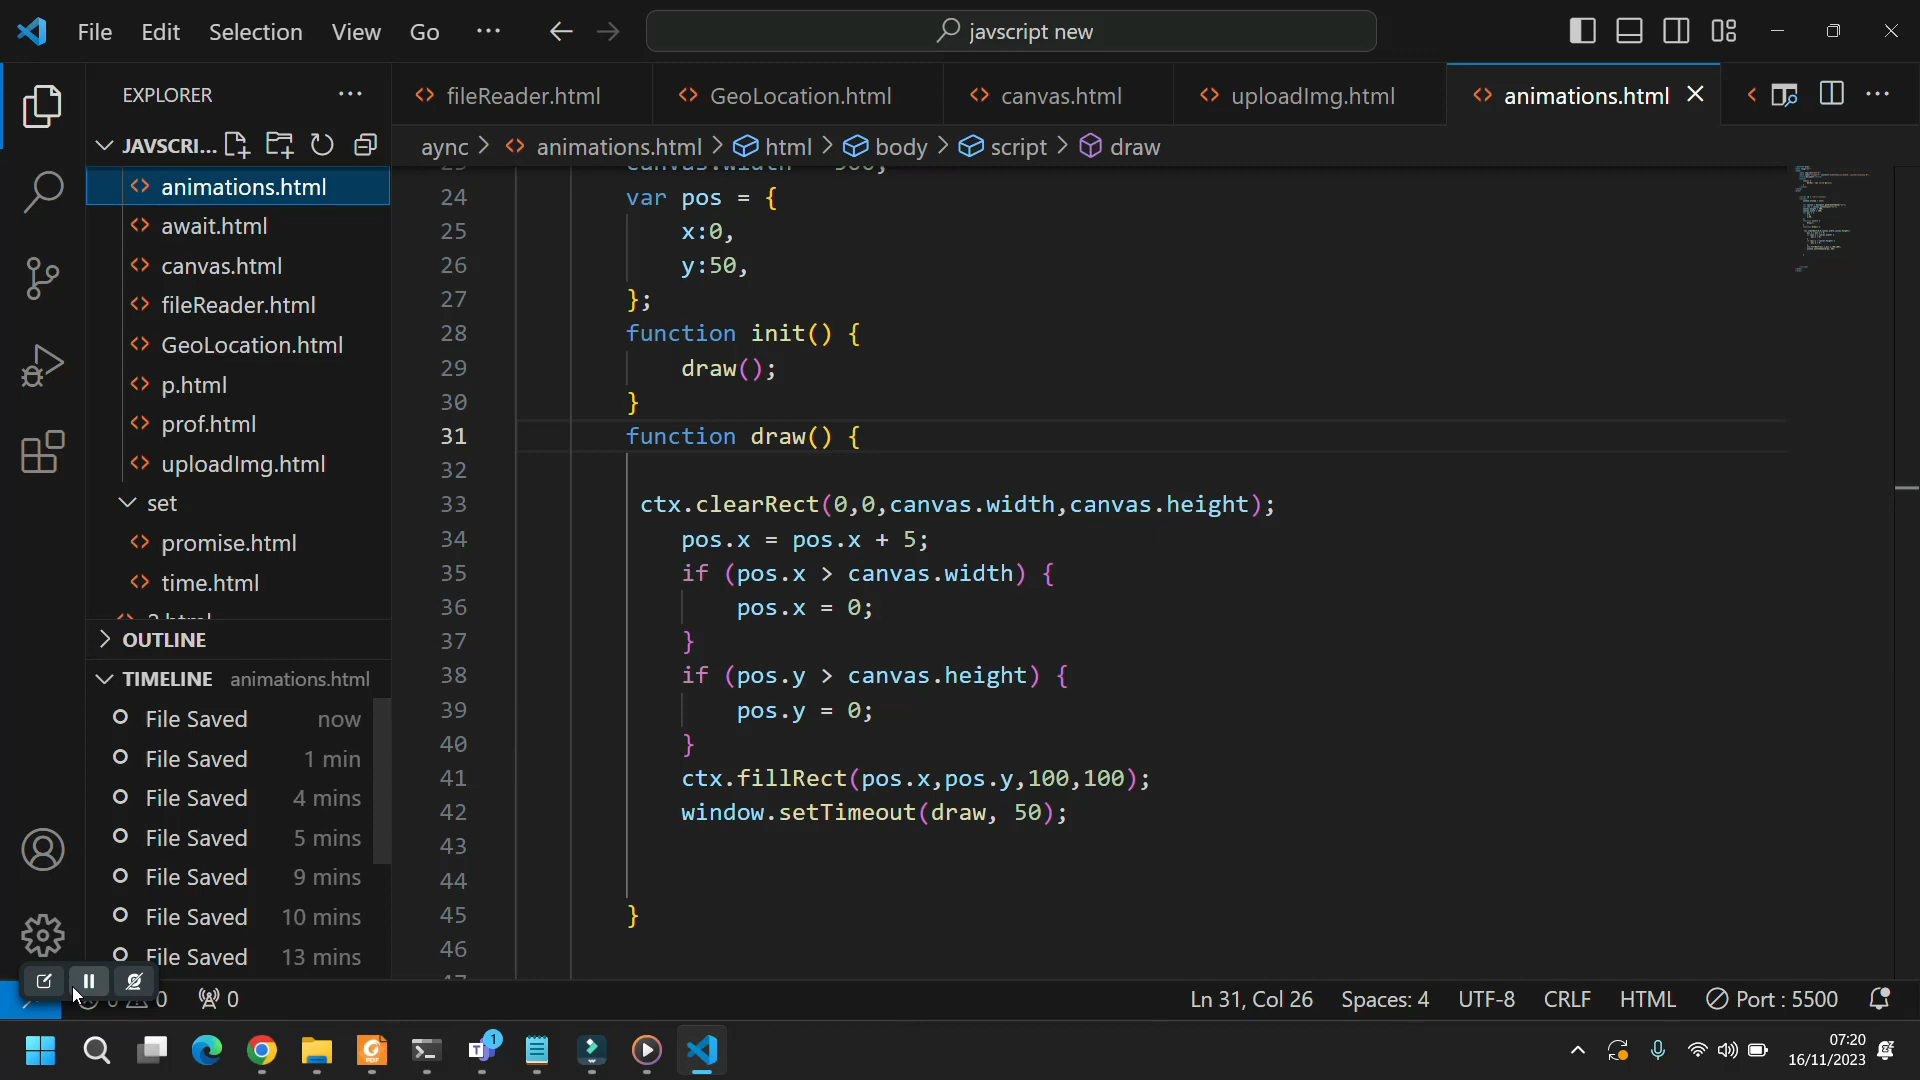 File Edit Selection View Go ··· javscript new
EXPLORER ···
JAVSCRI...
animations.html
await.html
canvas.html
fileReader.html
GeoLocation.html
p.html
prof.html
uploadImg.html
set
promise.html
time.html
OUTLINE
TIMELINE animations.html
File Saved now
File Saved 1 min
File Saved 4 mins
File Saved 5 mins
File Saved 9 mins
File Saved 10 mins
File Saved 13 mins
fileReader.html GeoLocation.html canvas.html uploadImg.html animations.html
aync > animations.html > html > body > script > draw
24 var pos = {
25 x:0,
26 y:50,
27 };
28 function init() {
29 draw();
30 }
31 function draw() {
32
33 ctx.clearRect(0,0,canvas.width,canvas.height);
34 pos.x = pos.x + 5;
35 if (pos.x > canvas.width) {
36 pos.x = 0;
37 }
38 if (pos.y > canvas.height) {
39 pos.y = 0;
40 }
41 ctx.fillRect(pos.x,pos.y,100,100);
42 window.setTimeout(draw, 50);
43
44
45 }
46
0 0 Ln 31, Col 26 Spaces: 4 UTF-8 CRLF HTML Port : 5500
1
07:20
16/11/2023